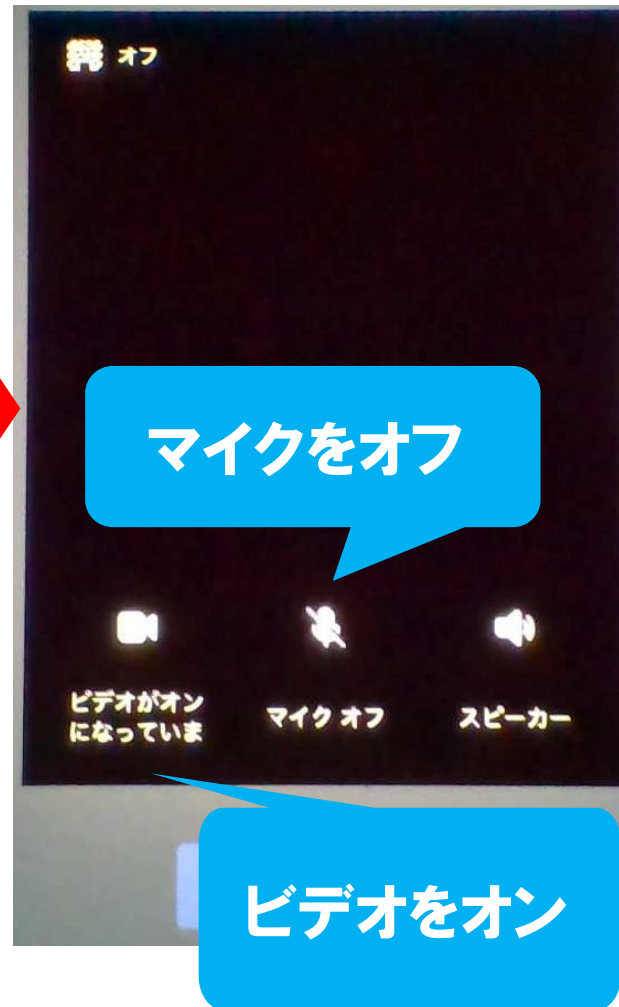 オフ
マイクをオフ
ビデオがオン
になっていま
マイク オフ
スピーカー
ビデオをオン